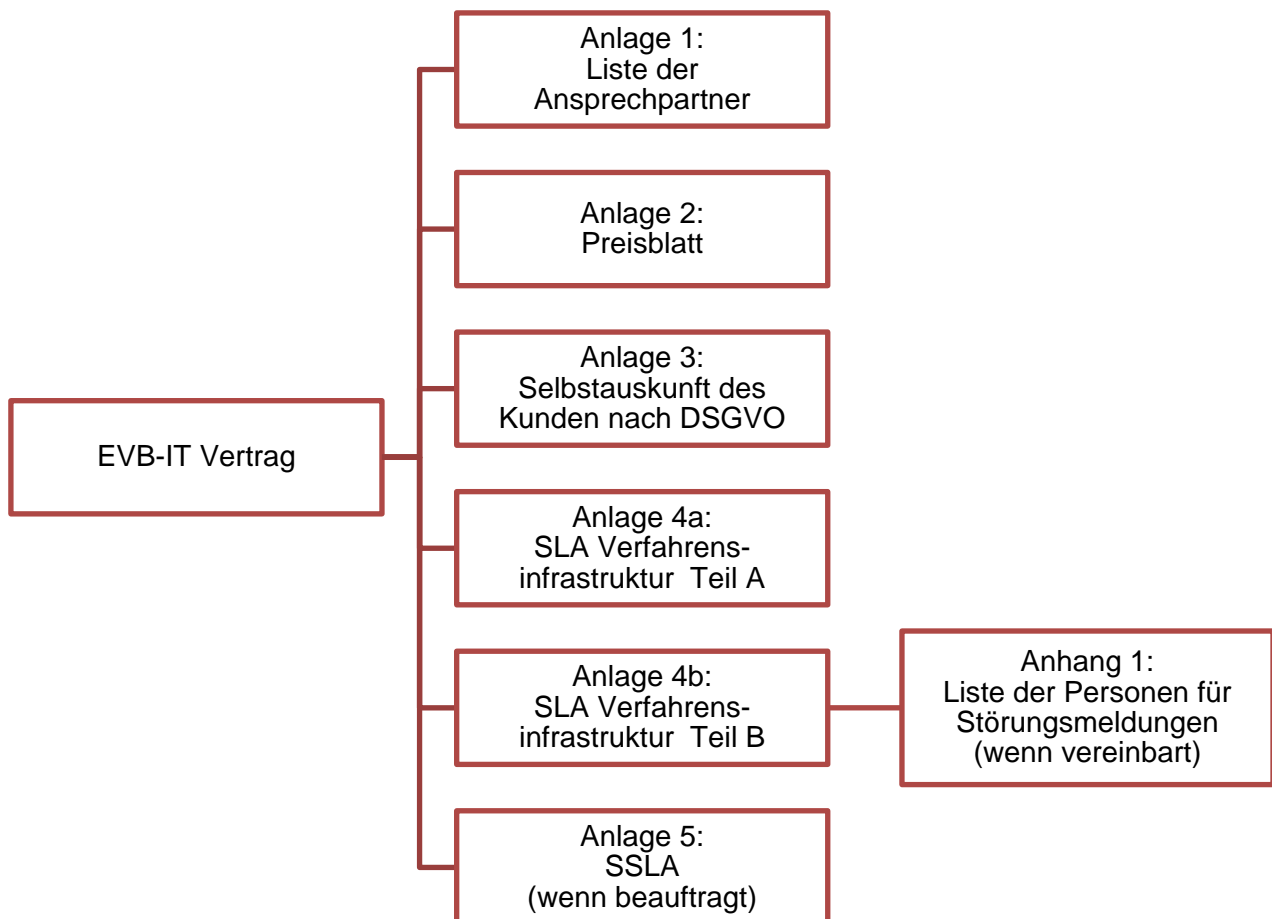 EVB-IT Vertrag
Anlage 1:
Liste der
Ansprechpartner
Anlage 2:
Preisblatt
Anlage 3:
Selbstauskunft des
Kunden nach DSGVO
Anlage 4a:
SLA Verfahrens-
infrastruktur Teil A
Anlage 4b:
SLA Verfahrens-
infrastruktur Teil B
Anhang 1:
Liste der Personen für
Störungsmeldungen
(wenn vereinbart)
Anlage 5:
SSLA
(wenn beauftragt)